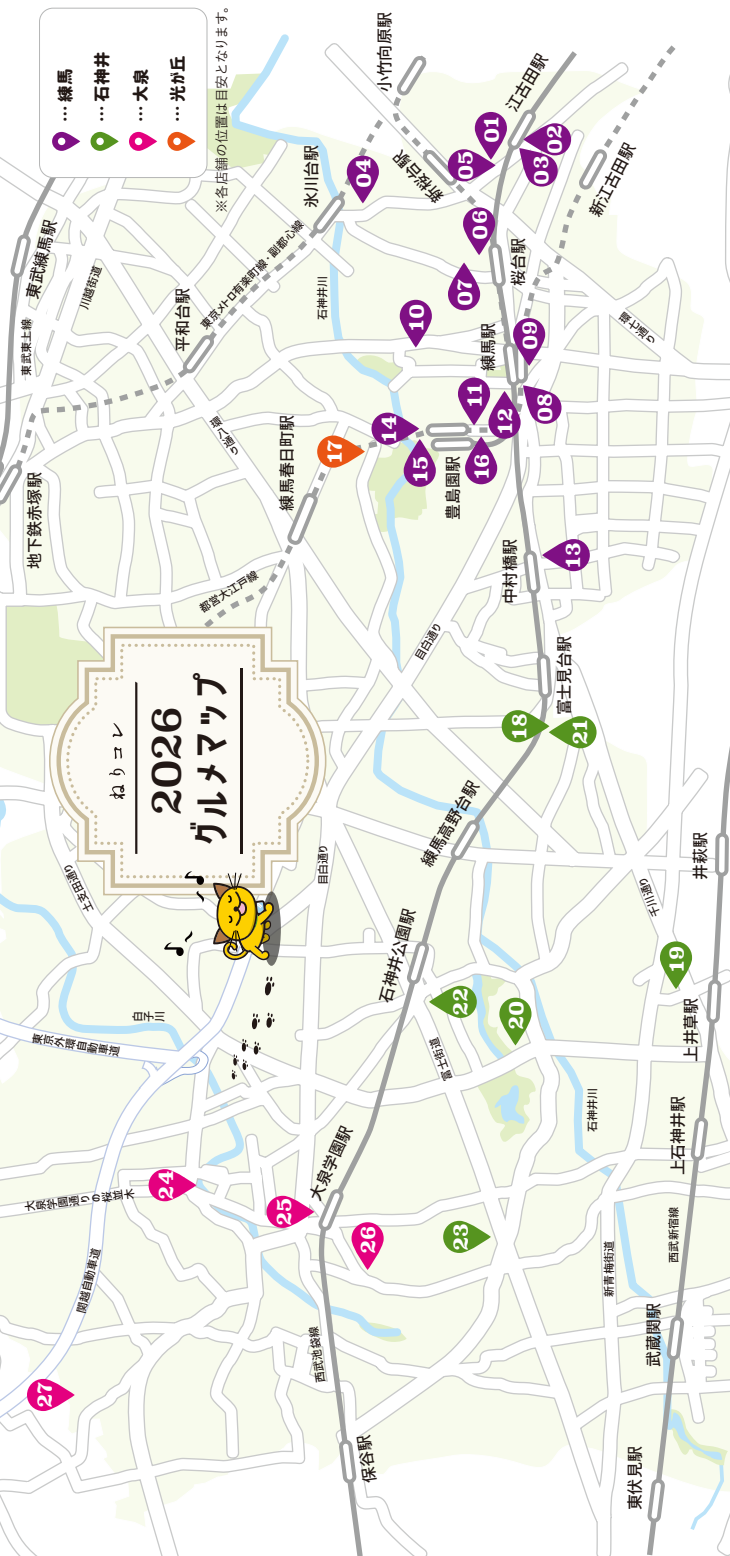 ねりコレ
2026
グルメマップ
…練馬
…石神井
…大泉
…光が丘
※各店舗の位置は目安となります。
小竹向原駅
江古田駅
新桜台駅
新江古田駅
氷川台駅
東武練馬駅
川越街道
東武東上線
平和台駅
東京メトロ有楽町線・副都心線
石神井川
桜台駅
練馬駅
環七通り
環八通り
地下鉄赤塚駅
練馬春日町駅
豊島園駅
都営大江戸線
中村橋駅
目白通り
富士見台駅
練馬高野台駅
井荻駅
千川通り
土支田通り
目白通り
石神井公園駅
上井草駅
富士街道
白子川
東京外環自動車道
石神井川
上石神井駅
大泉学園駅
大泉学園通りの桜並木
関越自動車道
新青梅街道
西武新宿線
武蔵関駅
西武池袋線
保谷駅
東伏見駅
01
02
03
04
05
06
07
08
09
10
11
12
13
14
15
16
17
18
19
20
21
22
23
24
25
26
27